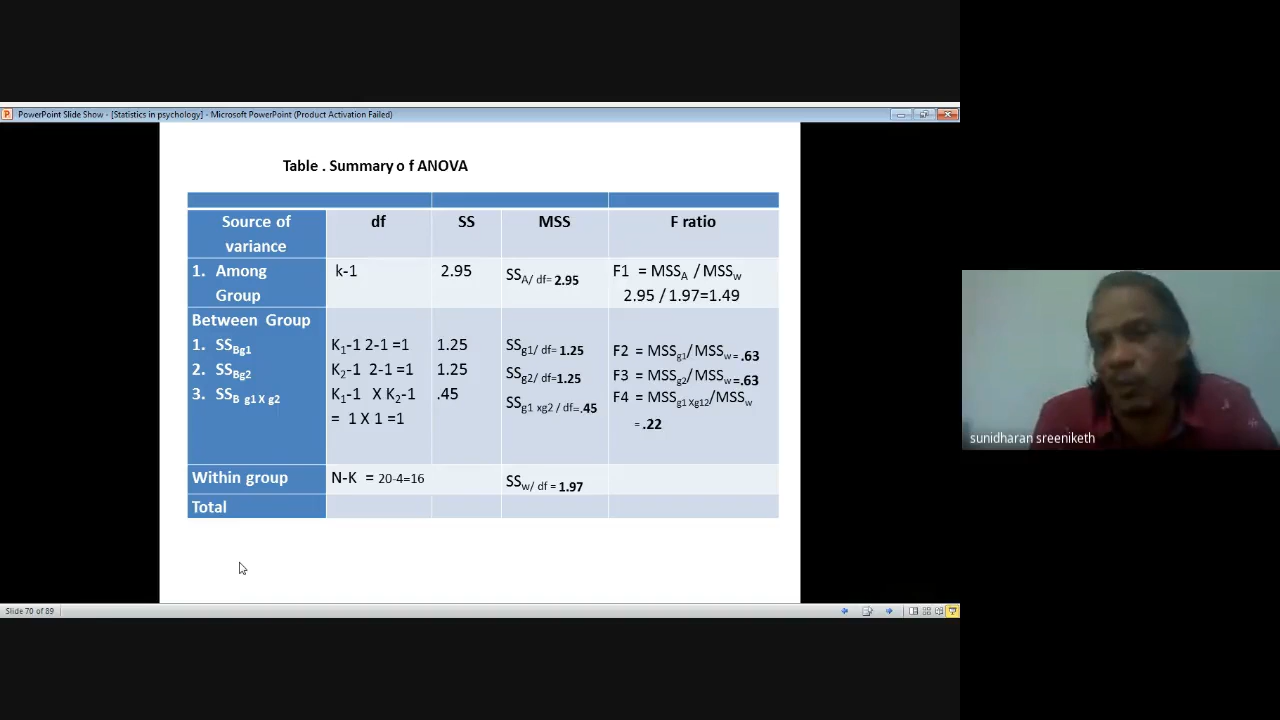 PowerPoint Slide Show - [Statistics in psychology] - Microsoft PowerPoint (Product Activation Failed)
Table . Summary o f ANOVA
Source of variance df SS MSS F ratio
1. Among Group k-1 2.95 SSA/ df= 2.95 F1 = MSSA / MSSw
2.95 / 1.97=1.49
Between Group
1. SSBg1 K1-1 2-1 =1 1.25 SSg1/ df= 1.25 F2 = MSSg1/MSSw = .63
2. SSBg2 K2-1 2-1 =1 1.25 SSg2/ df=1.25 F3 = MSSg2/MSSw =.63
3. SSB g1 X g2 K1-1 X K2-1 .45 SSg1 xg2 / df=.45 F4 = MSSg1 Xg12/MSSw
= 1 X 1 =1 = .22
Within group N-K = 20-4=16 SSw/ df = 1.97
Total
Slide 70 of 89
sunidharan sreeniketh